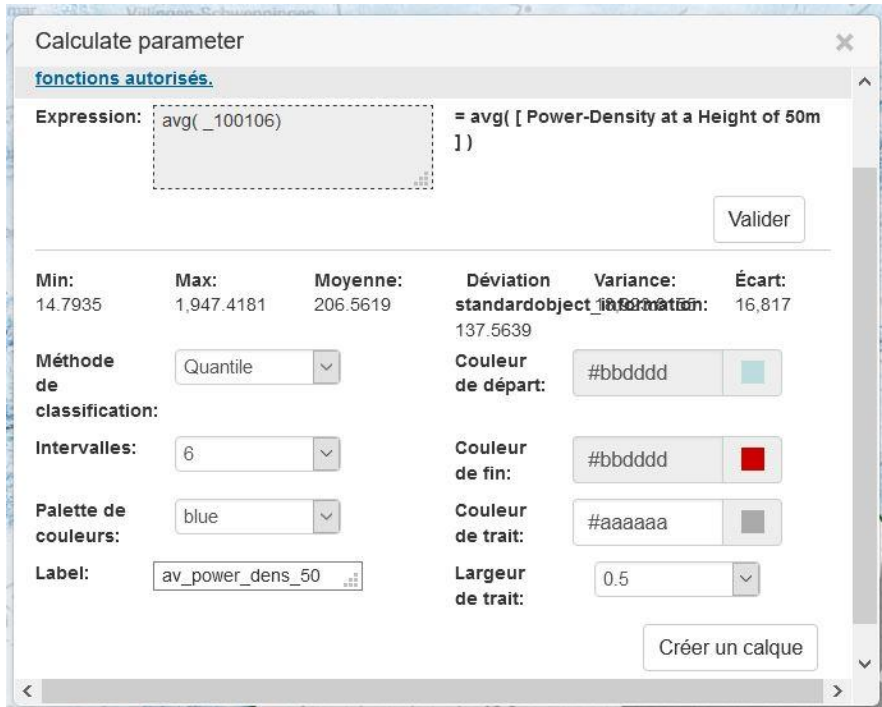 Villingen-Schwenningen
Calculate parameter
fonctions autorisés.
Expression:
avg( _100106)
= avg( [ Power-Density at a Height of 50m
] )
Valider
Min:
14.7935
Max:
1,947.4181
Moyenne:
206.5619
Déviation
standardobject_information:
137.5639
Variance:
Écart:
16,817
Méthode
de
classification:
Quantile
Couleur
de départ:
#bbdddd
Intervalles:
6
Couleur
de fin:
#bbdddd
Palette de
couleurs:
blue
Couleur
de trait:
#aaaaaa
Label:
av_power_dens_50
Largeur
de trait:
0.5
Créer un calque